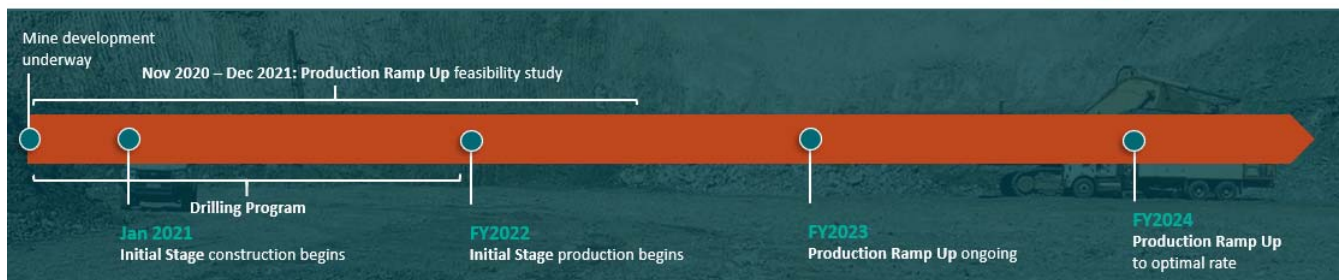 Mine development
underway
Nov 2020 – Dec 2021: Production Ramp Up feasibility study
Drilling Program
Jan 2021
Initial Stage construction begins
FY2022
Initial Stage production begins
FY2023
Production Ramp Up ongoing
FY2024
Production Ramp Up
to optimal rate